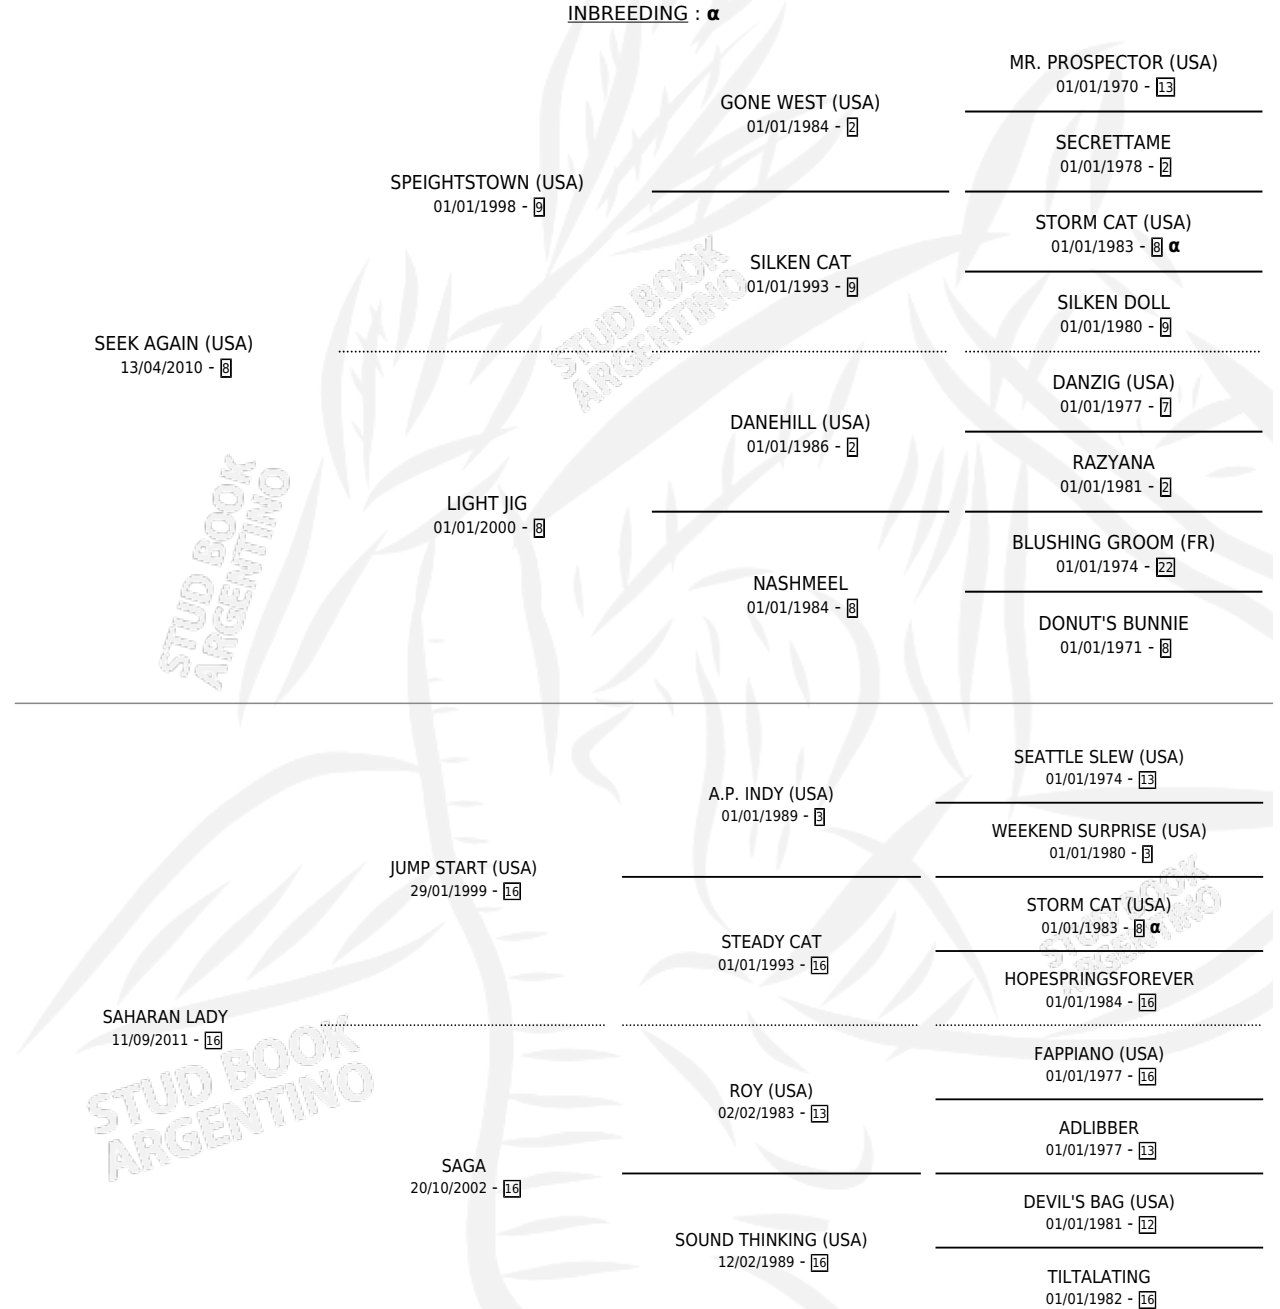 INBREEDING : α
MR. PROSPECTOR (USA)
01/01/1970 - 13
GONE WEST (USA)
01/01/1984 - 2
SECRETTAME
01/01/1978 - 2
SPEIGHTSTOWN (USA)
01/01/1998 - 9
STORM CAT (USA)
01/01/1983 - 8 α
SILKEN CAT
01/01/1993 - 9
SILKEN DOLL
01/01/1980 - 9
SEEK AGAIN (USA)
13/04/2010 - 8
DANZIG (USA)
01/01/1977 - 7
DANEHILL (USA)
01/01/1986 - 2
RAZYANA
01/01/1981 - 2
LIGHT JIG
01/01/2000 - 8
BLUSHING GROOM (FR)
01/01/1974 - 22
NASHMEEL
01/01/1984 - 8
DONUT'S BUNNIE
01/01/1971 - 8
SEATTLE SLEW (USA)
01/01/1974 - 13
A.P. INDY (USA)
01/01/1989 - 3
WEEKEND SURPRISE (USA)
01/01/1980 - 3
JUMP START (USA)
29/01/1999 - 16
STORM CAT (USA)
01/01/1983 - 8 α
STEADY CAT
01/01/1993 - 16
HOPESPRINGSFOREVER
01/01/1984 - 16
SAHARAN LADY
11/09/2011 - 16
FAPPIANO (USA)
01/01/1977 - 16
ROY (USA)
02/02/1983 - 13
ADLIBBER
01/01/1977 - 13
SAGA
20/10/2002 - 16
DEVIL'S BAG (USA)
01/01/1981 - 12
SOUND THINKING (USA)
12/02/1989 - 16
TILTALATING
01/01/1982 - 16
STUD BOOK
ARGENTINO
STUD BOOK
ARGENTINO
STUD BOOK
ARGENTINO
STUD BOOK
ARGENTINO